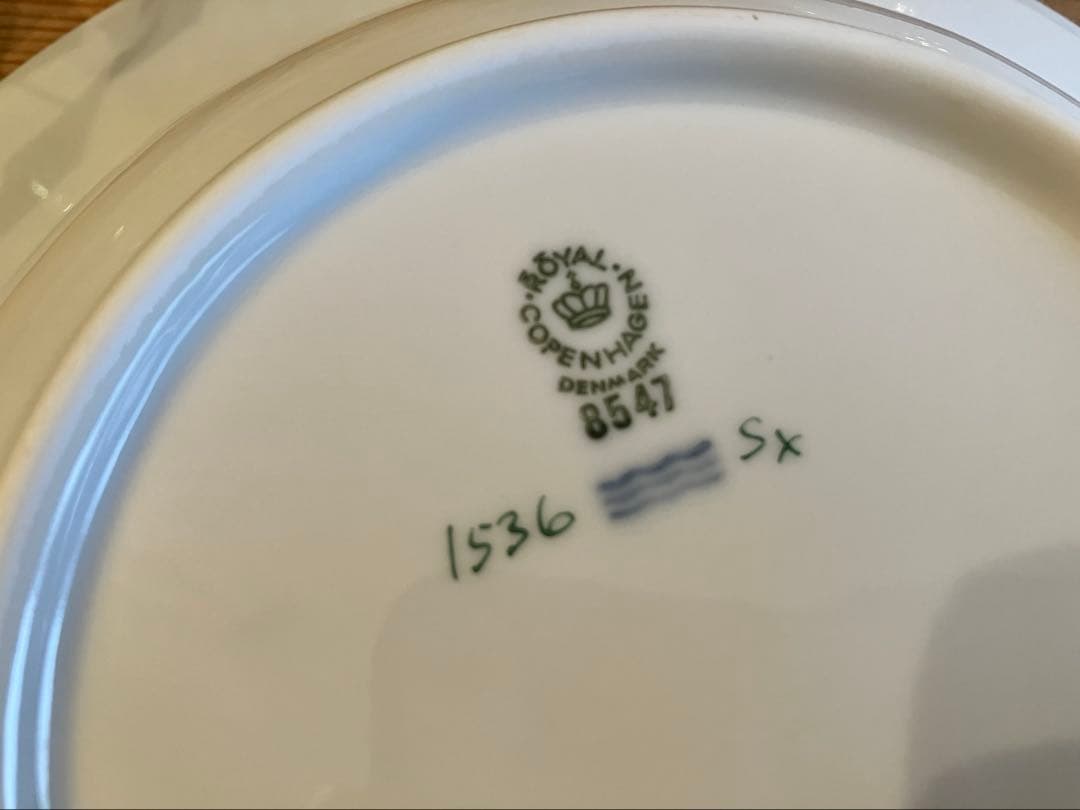 ROYAL · COPENHAGEN ·
DENMARK
8547
1536
Sx